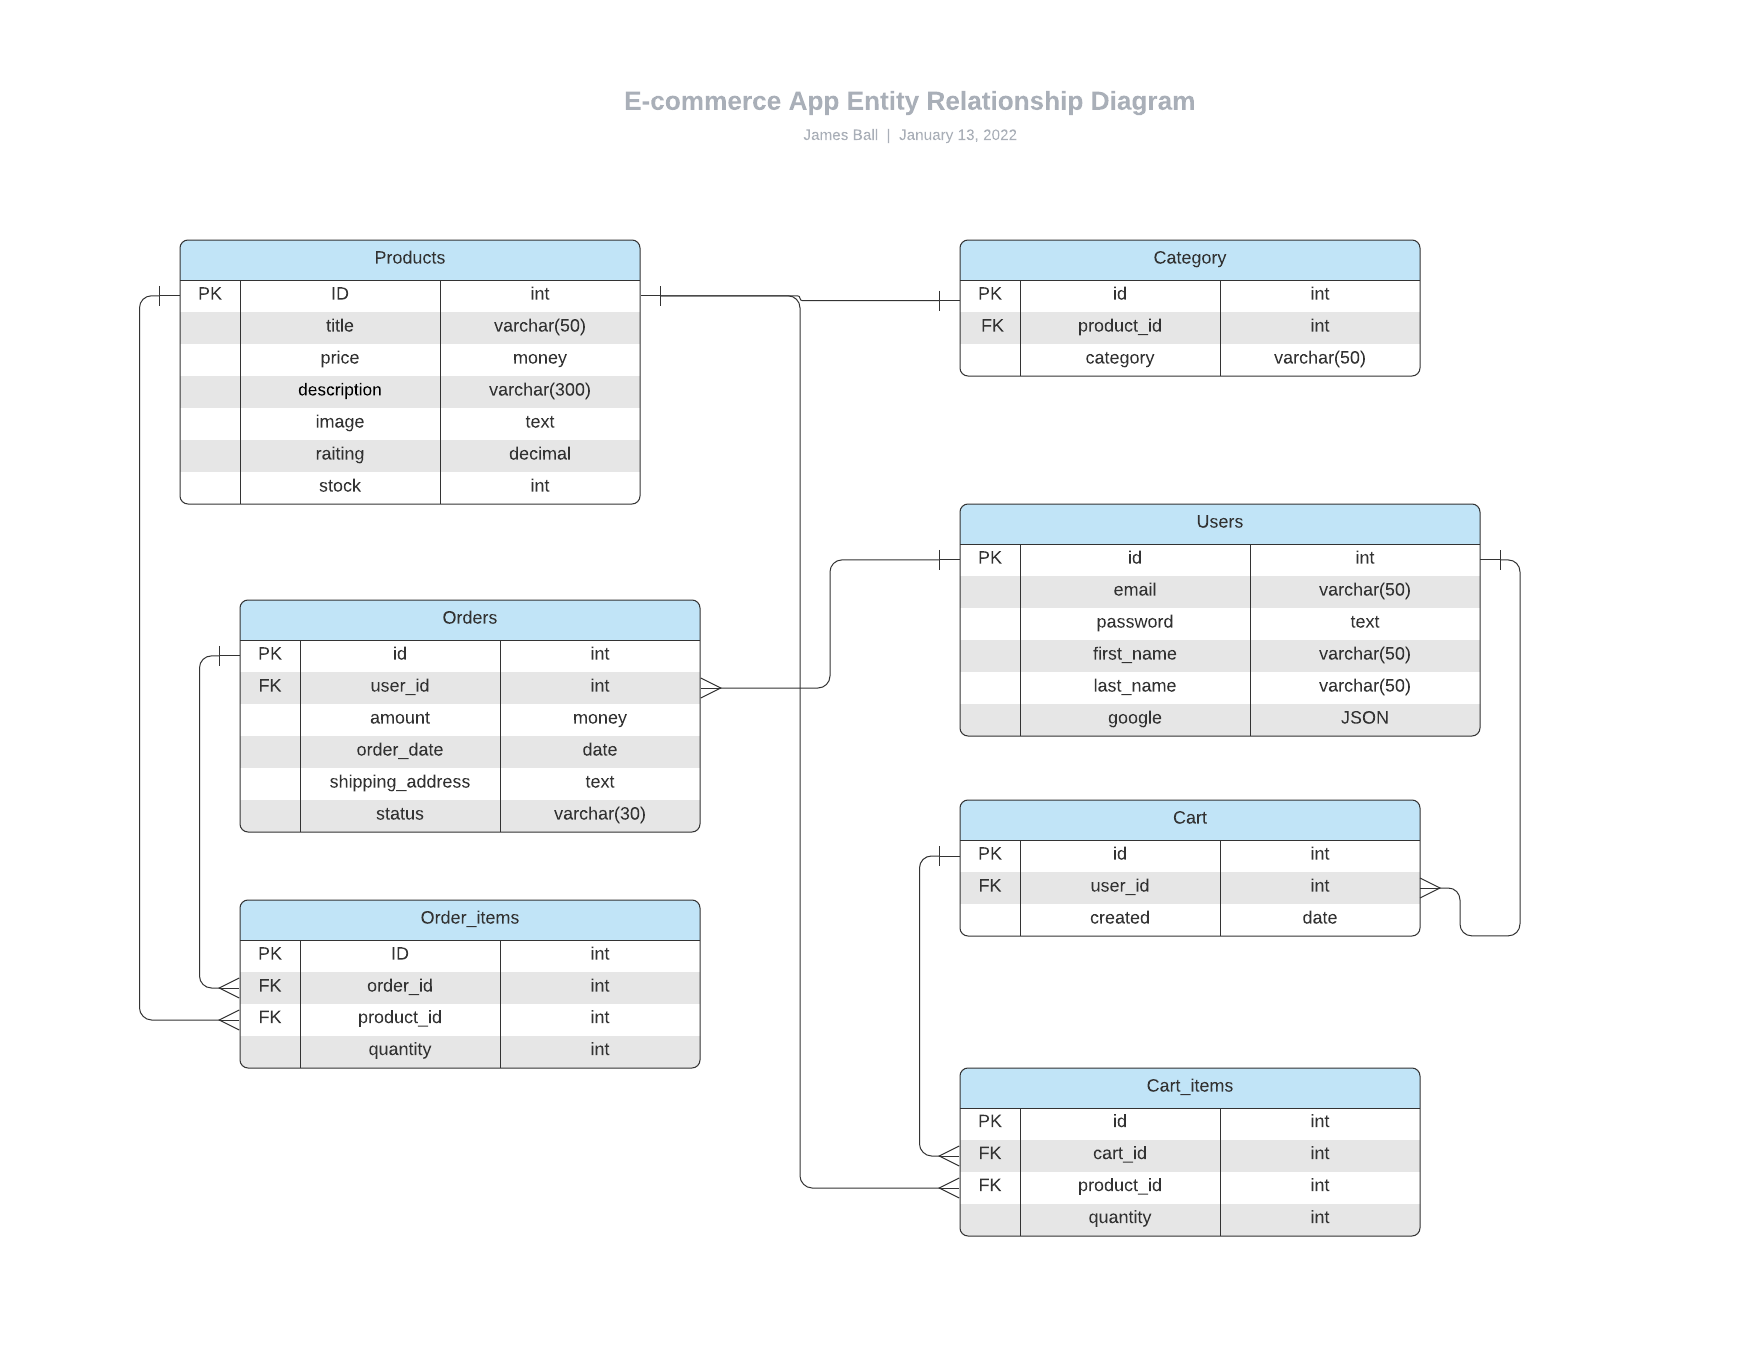 E-commerce App Entity Relationship Diagram
James Ball | January 13, 2022
Products
PK ID int
title varchar(50)
price money
description varchar(300)
image text
raiting decimal
stock int
Category
PK id int
FK product_id int
category varchar(50)
Users
PK id int
email varchar(50)
password text
first_name varchar(50)
last_name varchar(50)
google JSON
Orders
PK id int
FK user_id int
amount money
order_date date
shipping_address text
status varchar(30)
Cart
PK id int
FK user_id int
created date
Order_items
PK ID int
FK order_id int
FK product_id int
quantity int
Cart_items
PK id int
FK cart_id int
FK product_id int
quantity int